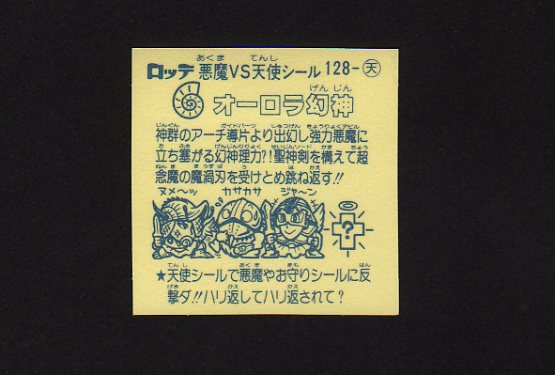 ロッテ 悪魔VS天使シール 128-天
オーロラ幻神
神群のアーチ導片より出幻し強力悪魔に
立ち塞がる幻神理力?!聖神剣を構えて超
念魔の魔渦刃を受けとめ跳ね返す!!
ヌメ〜ッ カサカサ ジャ〜ン
?
★天使シールで悪魔やお守りシールに反
撃ダ!!ハリ返してハリ返されて?